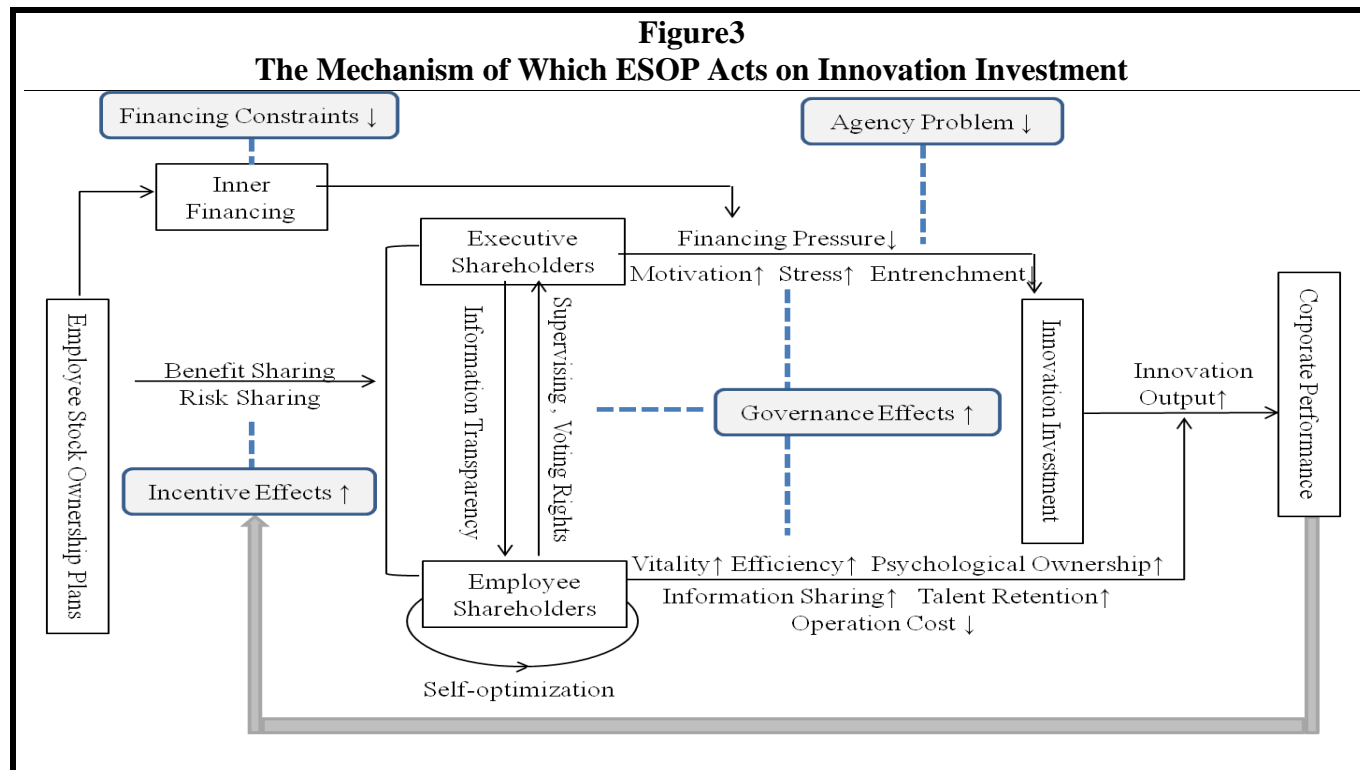 Figure3
The Mechanism of Which ESOP Acts on Innovation Investment
Financing Constraints ↓
Agency Problem ↓
Inner
Financing
Executive
Shareholders
Financing Pressure↓
Motivation↑ Stress↑ Entrenchment↓
Employee Stock Ownership Plans
Benefit Sharing
Risk Sharing
Information Transparency
Supervising , Voting Rights
Governance Effects ↑
Innovation Investment
Innovation
Output↑
Corporate Performance
Incentive Effects ↑
Employee
Shareholders
Vitality↑ Efficiency↑ Psychological Ownership↑
Information Sharing↑ Talent Retention↑
Operation Cost ↓
Self-optimization